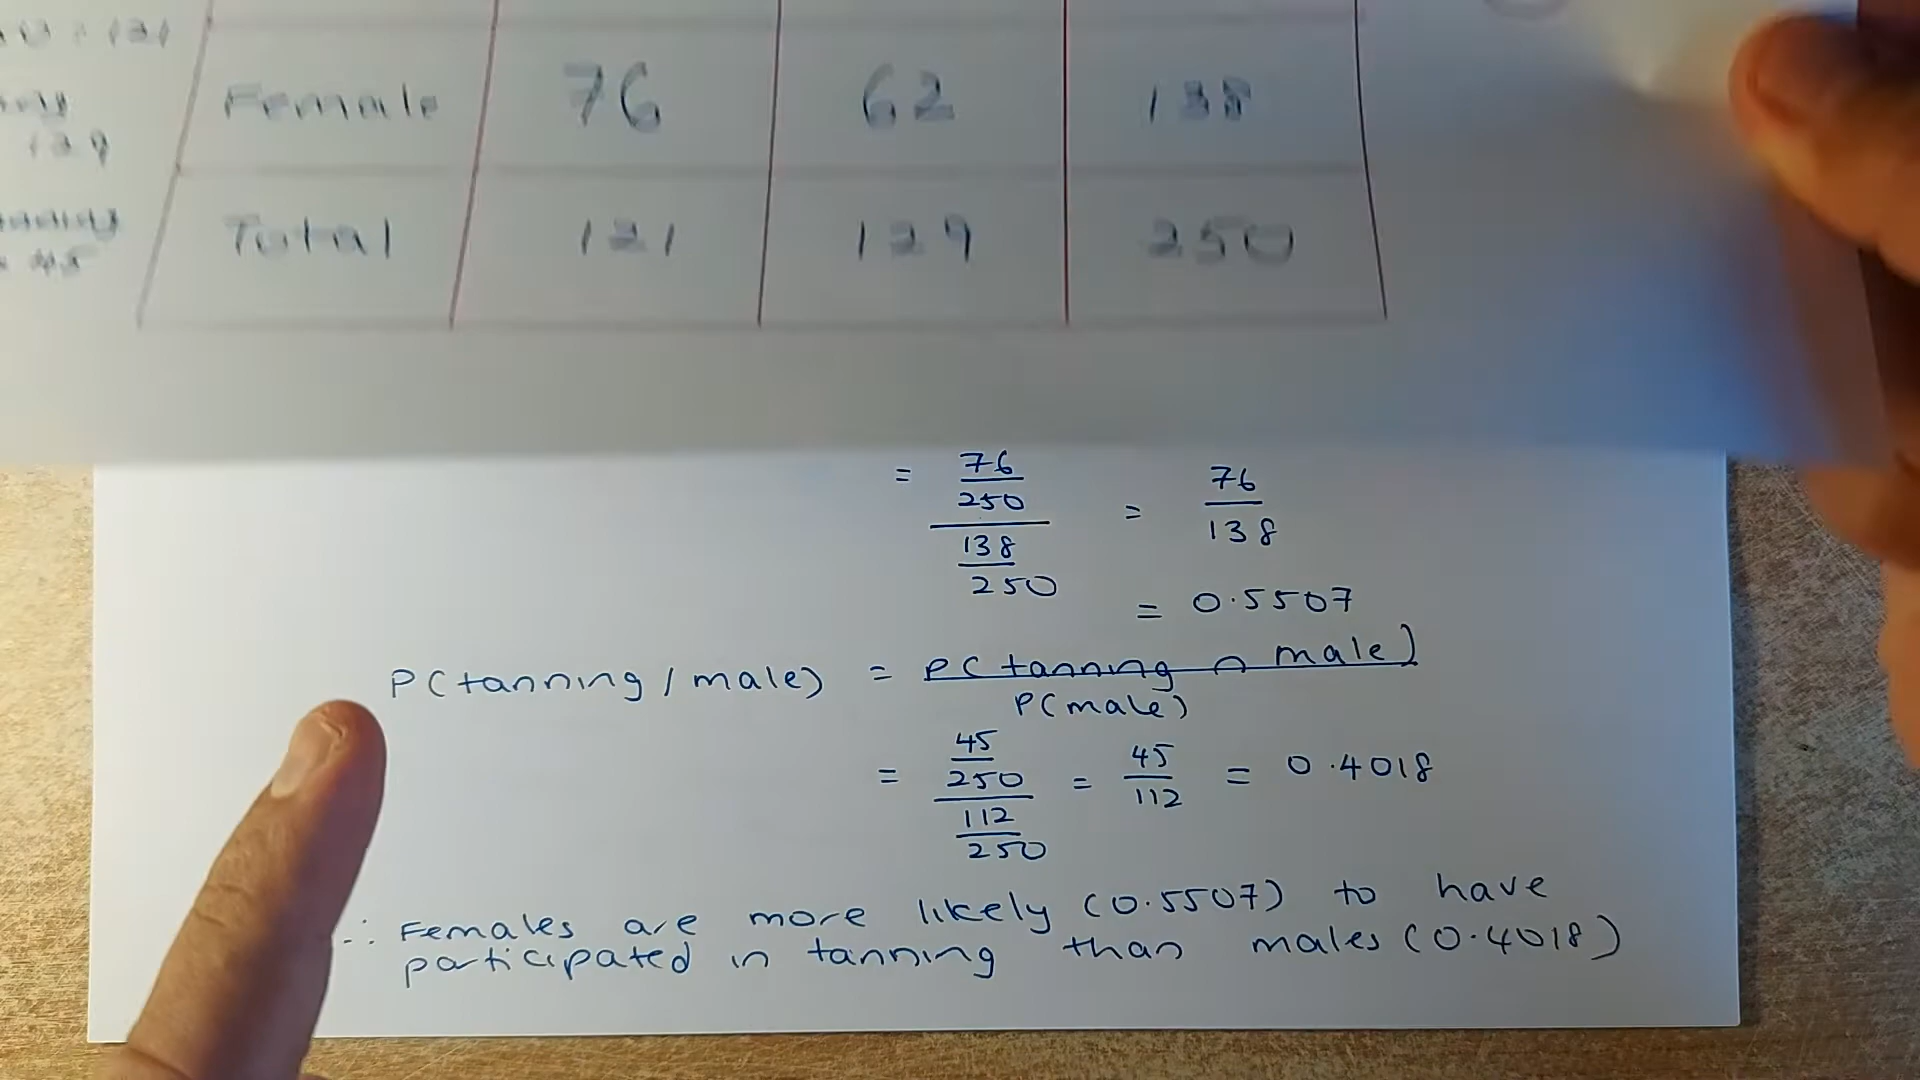 Female 76 62 138
129
Total 121 129 250
45
= 76/250 / 138/250 = 76/138
= 0.5507
P(tanning / male) = P(tanning ∩ male) / P(male)
= 45/250 / 112/250 = 45/112 = 0.4018
∴ Females are more likely (0.5507) to have
participated in tanning than males (0.4018)